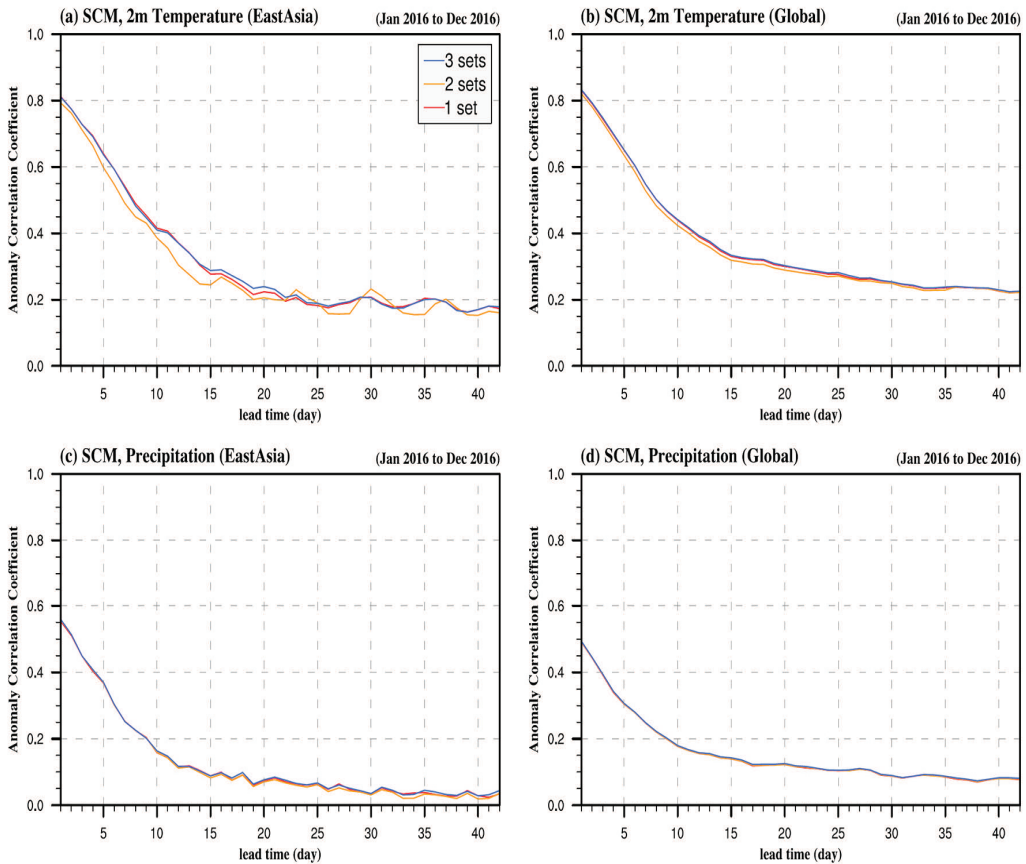 (a) SCM, 2m Temperature (EastAsia) (Jan 2016 to Dec 2016)
Anomaly Correlation Coefficient
1.0
0.8
0.6
0.4
0.2
0.0
3 sets
2 sets
1 set
5 10 15 20 25 30 35 40
lead time (day)
(b) SCM, 2m Temperature (Global) (Jan 2016 to Dec 2016)
Anomaly Correlation Coefficient
1.0
0.8
0.6
0.4
0.2
0.0
5 10 15 20 25 30 35 40
lead time (day)
(c) SCM, Precipitation (EastAsia) (Jan 2016 to Dec 2016)
Anomaly Correlation Coefficient
1.0
0.8
0.6
0.4
0.2
0.0
5 10 15 20 25 30 35 40
lead time (day)
(d) SCM, Precipitation (Global) (Jan 2016 to Dec 2016)
Anomaly Correlation Coefficient
1.0
0.8
0.6
0.4
0.2
0.0
5 10 15 20 25 30 35 40
lead time (day)